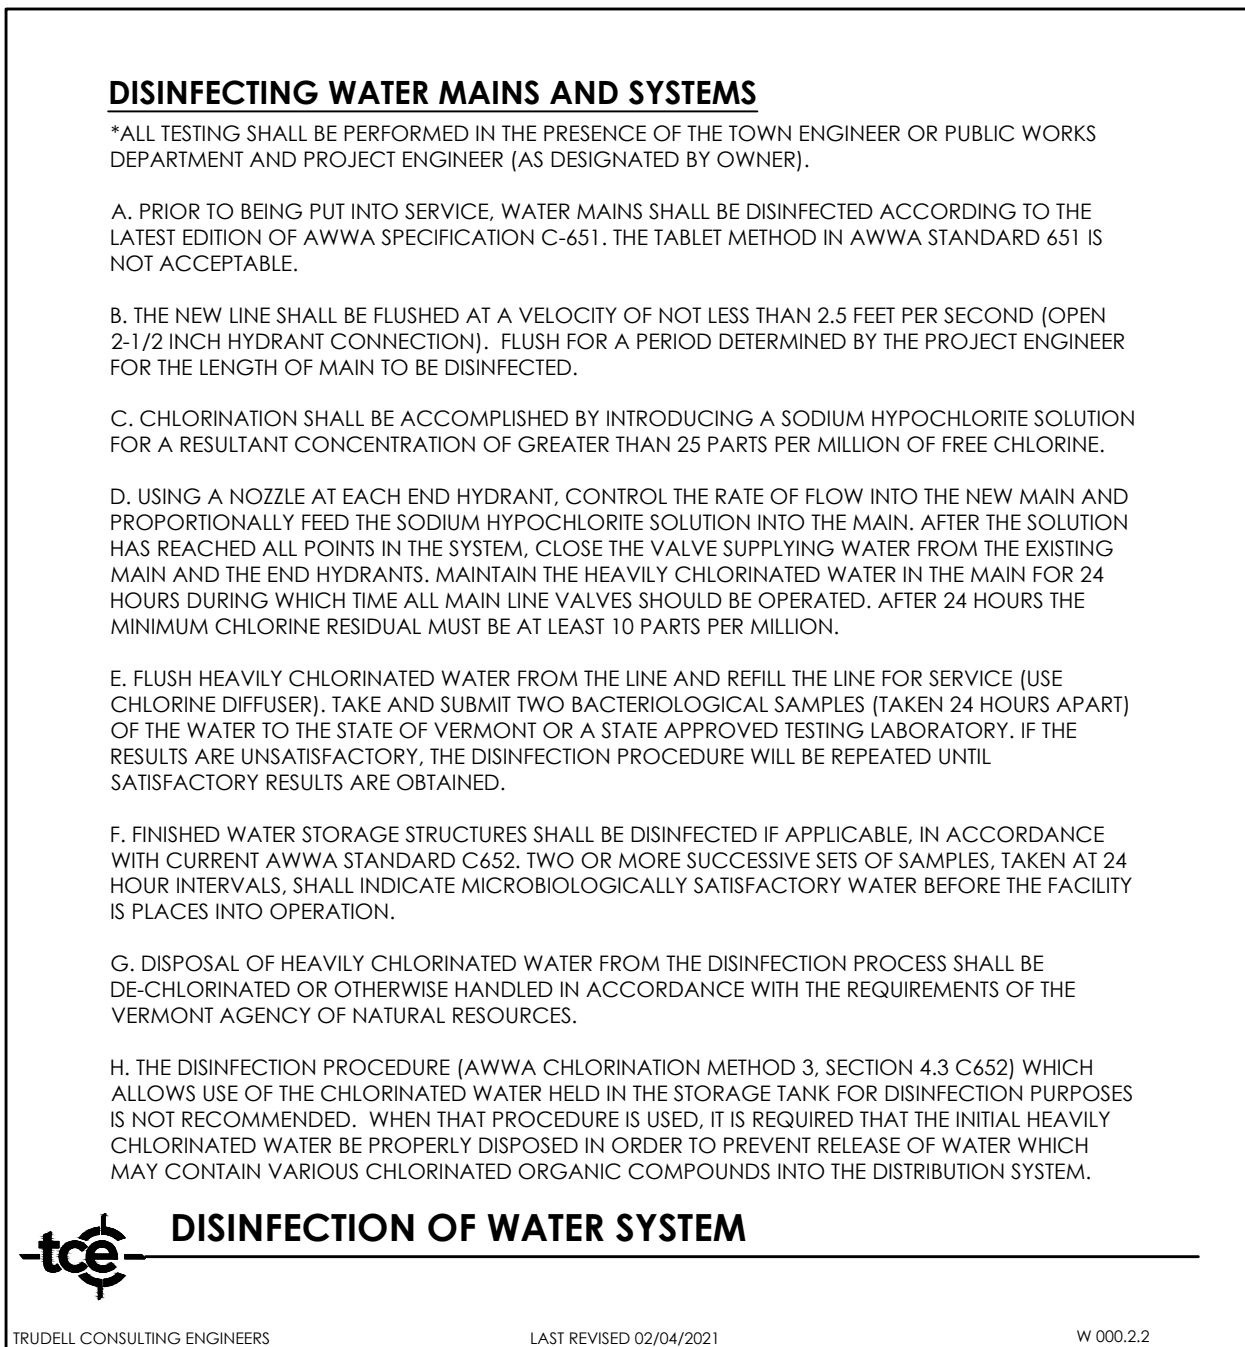 DISINFECTING WATER MAINS AND SYSTEMS
*ALL TESTING SHALL BE PERFORMED IN THE PRESENCE OF THE TOWN ENGINEER OR PUBLIC WORKS
DEPARTMENT AND PROJECT ENGINEER (AS DESIGNATED BY OWNER).
A. PRIOR TO BEING PUT INTO SERVICE, WATER MAINS SHALL BE DISINFECTED ACCORDING TO THE
LATEST EDITION OF AWWA SPECIFICATION C-651. THE TABLET METHOD IN AWWA STANDARD 651 IS
NOT ACCEPTABLE.
B. THE NEW LINE SHALL BE FLUSHED AT A VELOCITY OF NOT LESS THAN 2.5 FEET PER SECOND (OPEN
2-1/2 INCH HYDRANT CONNECTION).  FLUSH FOR A PERIOD DETERMINED BY THE PROJECT ENGINEER
FOR THE LENGTH OF MAIN TO BE DISINFECTED.
C. CHLORINATION SHALL BE ACCOMPLISHED BY INTRODUCING A SODIUM HYPOCHLORITE SOLUTION
FOR A RESULTANT CONCENTRATION OF GREATER THAN 25 PARTS PER MILLION OF FREE CHLORINE.
D. USING A NOZZLE AT EACH END HYDRANT, CONTROL THE RATE OF FLOW INTO THE NEW MAIN AND
PROPORTIONALLY FEED THE SODIUM HYPOCHLORITE SOLUTION INTO THE MAIN. AFTER THE SOLUTION
HAS REACHED ALL POINTS IN THE SYSTEM, CLOSE THE VALVE SUPPLYING WATER FROM THE EXISTING
MAIN AND THE END HYDRANTS. MAINTAIN THE HEAVILY CHLORINATED WATER IN THE MAIN FOR 24
HOURS DURING WHICH TIME ALL MAIN LINE VALVES SHOULD BE OPERATED. AFTER 24 HOURS THE
MINIMUM CHLORINE RESIDUAL MUST BE AT LEAST 10 PARTS PER MILLION.
E. FLUSH HEAVILY CHLORINATED WATER FROM THE LINE AND REFILL THE LINE FOR SERVICE (USE
CHLORINE DIFFUSER). TAKE AND SUBMIT TWO BACTERIOLOGICAL SAMPLES (TAKEN 24 HOURS APART)
OF THE WATER TO THE STATE OF VERMONT OR A STATE APPROVED TESTING LABORATORY. IF THE
RESULTS ARE UNSATISFACTORY, THE DISINFECTION PROCEDURE WILL BE REPEATED UNTIL
SATISFACTORY RESULTS ARE OBTAINED.
F. FINISHED WATER STORAGE STRUCTURES SHALL BE DISINFECTED IF APPLICABLE, IN ACCORDANCE
WITH CURRENT AWWA STANDARD C652. TWO OR MORE SUCCESSIVE SETS OF SAMPLES, TAKEN AT 24
HOUR INTERVALS, SHALL INDICATE MICROBIOLOGICALLY SATISFACTORY WATER BEFORE THE FACILITY
IS PLACES INTO OPERATION.
G. DISPOSAL OF HEAVILY CHLORINATED WATER FROM THE DISINFECTION PROCESS SHALL BE
DE-CHLORINATED OR OTHERWISE HANDLED IN ACCORDANCE WITH THE REQUIREMENTS OF THE
VERMONT AGENCY OF NATURAL RESOURCES.
H. THE DISINFECTION PROCEDURE (AWWA CHLORINATION METHOD 3, SECTION 4.3 C652) WHICH
ALLOWS USE OF THE CHLORINATED WATER HELD IN THE STORAGE TANK FOR DISINFECTION PURPOSES
IS NOT RECOMMENDED.  WHEN THAT PROCEDURE IS USED, IT IS REQUIRED THAT THE INITIAL HEAVILY
CHLORINATED WATER BE PROPERLY DISPOSED IN ORDER TO PREVENT RELEASE OF WATER WHICH
MAY CONTAIN VARIOUS CHLORINATED ORGANIC COMPOUNDS INTO THE DISTRIBUTION SYSTEM.
DISINFECTION OF WATER SYSTEM
tce
TRUDELL CONSULTING ENGINEERS
LAST REVISED 02/04/2021
W 000.2.2